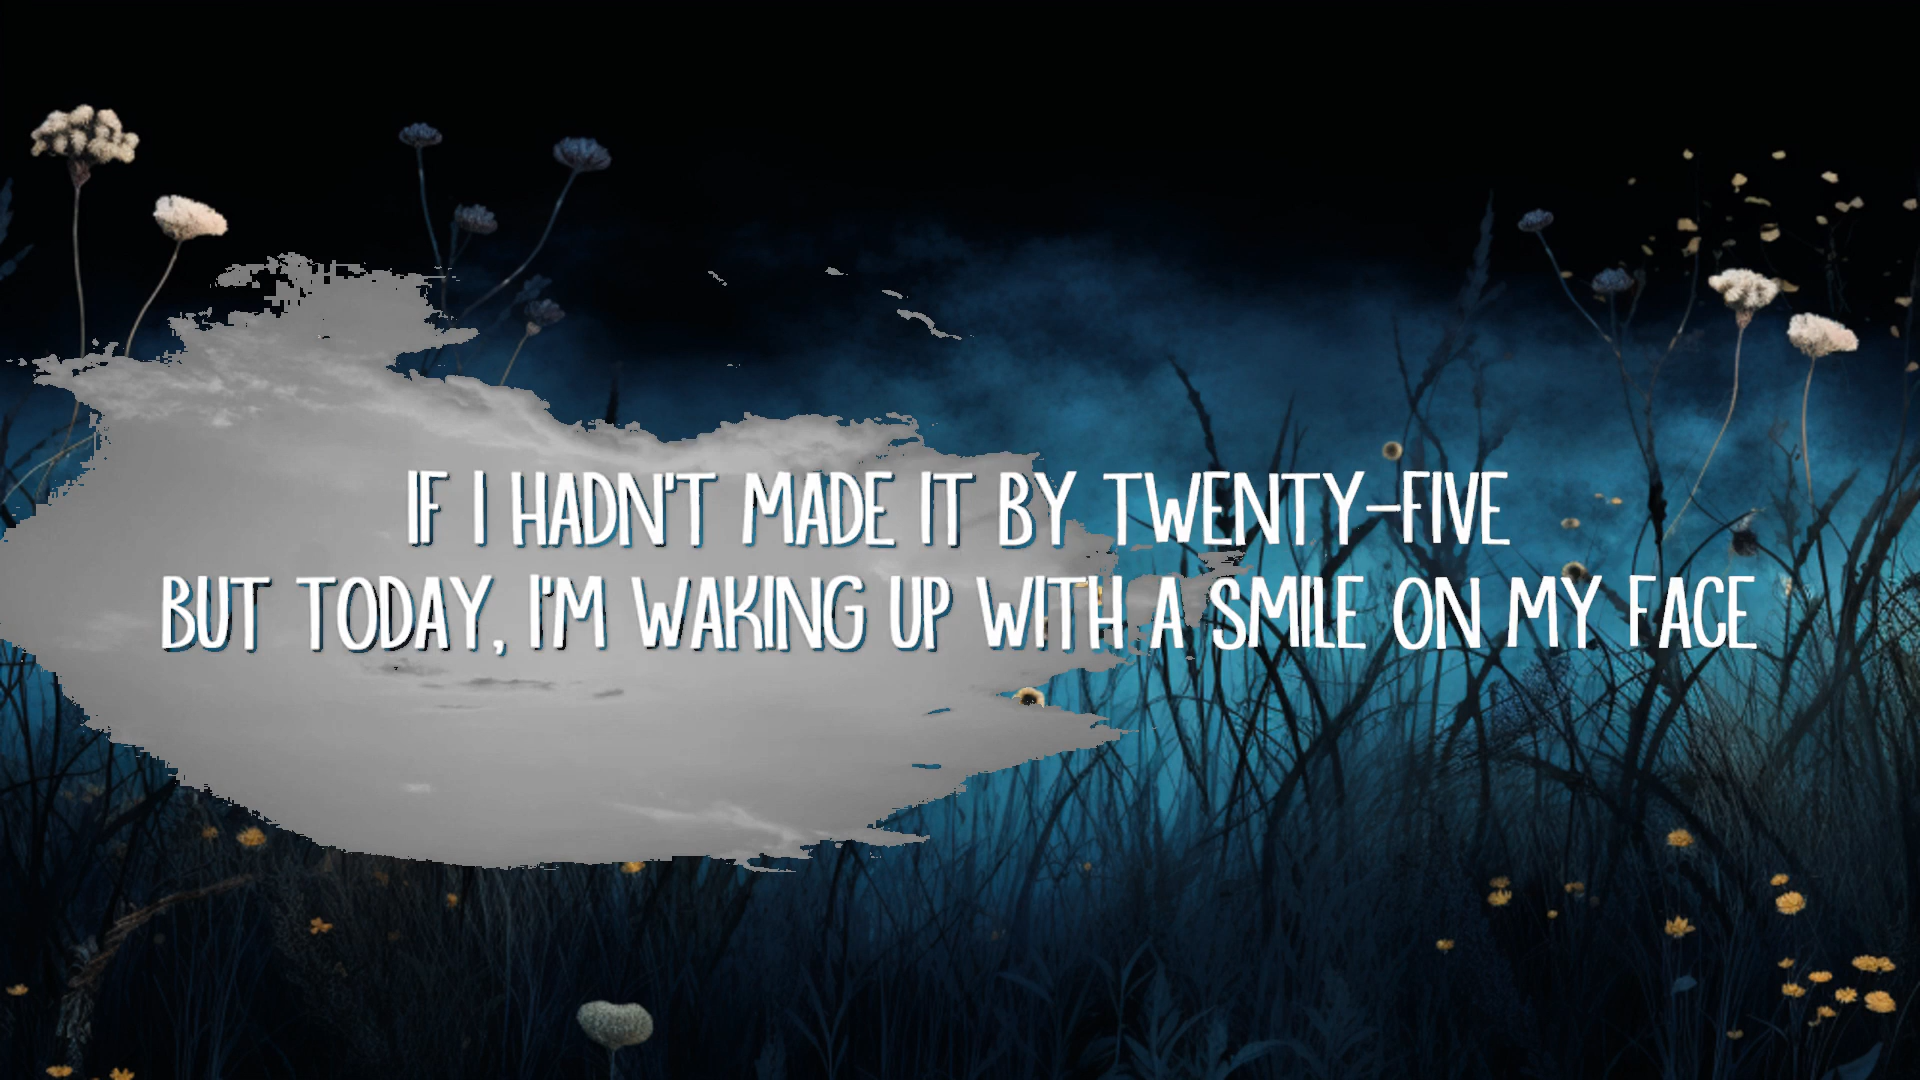 IF I HADN'T MADE IT BY TWENTY-FIVE
BUT TODAY, I'M WAKING UP WITH A SMILE ON MY FACE